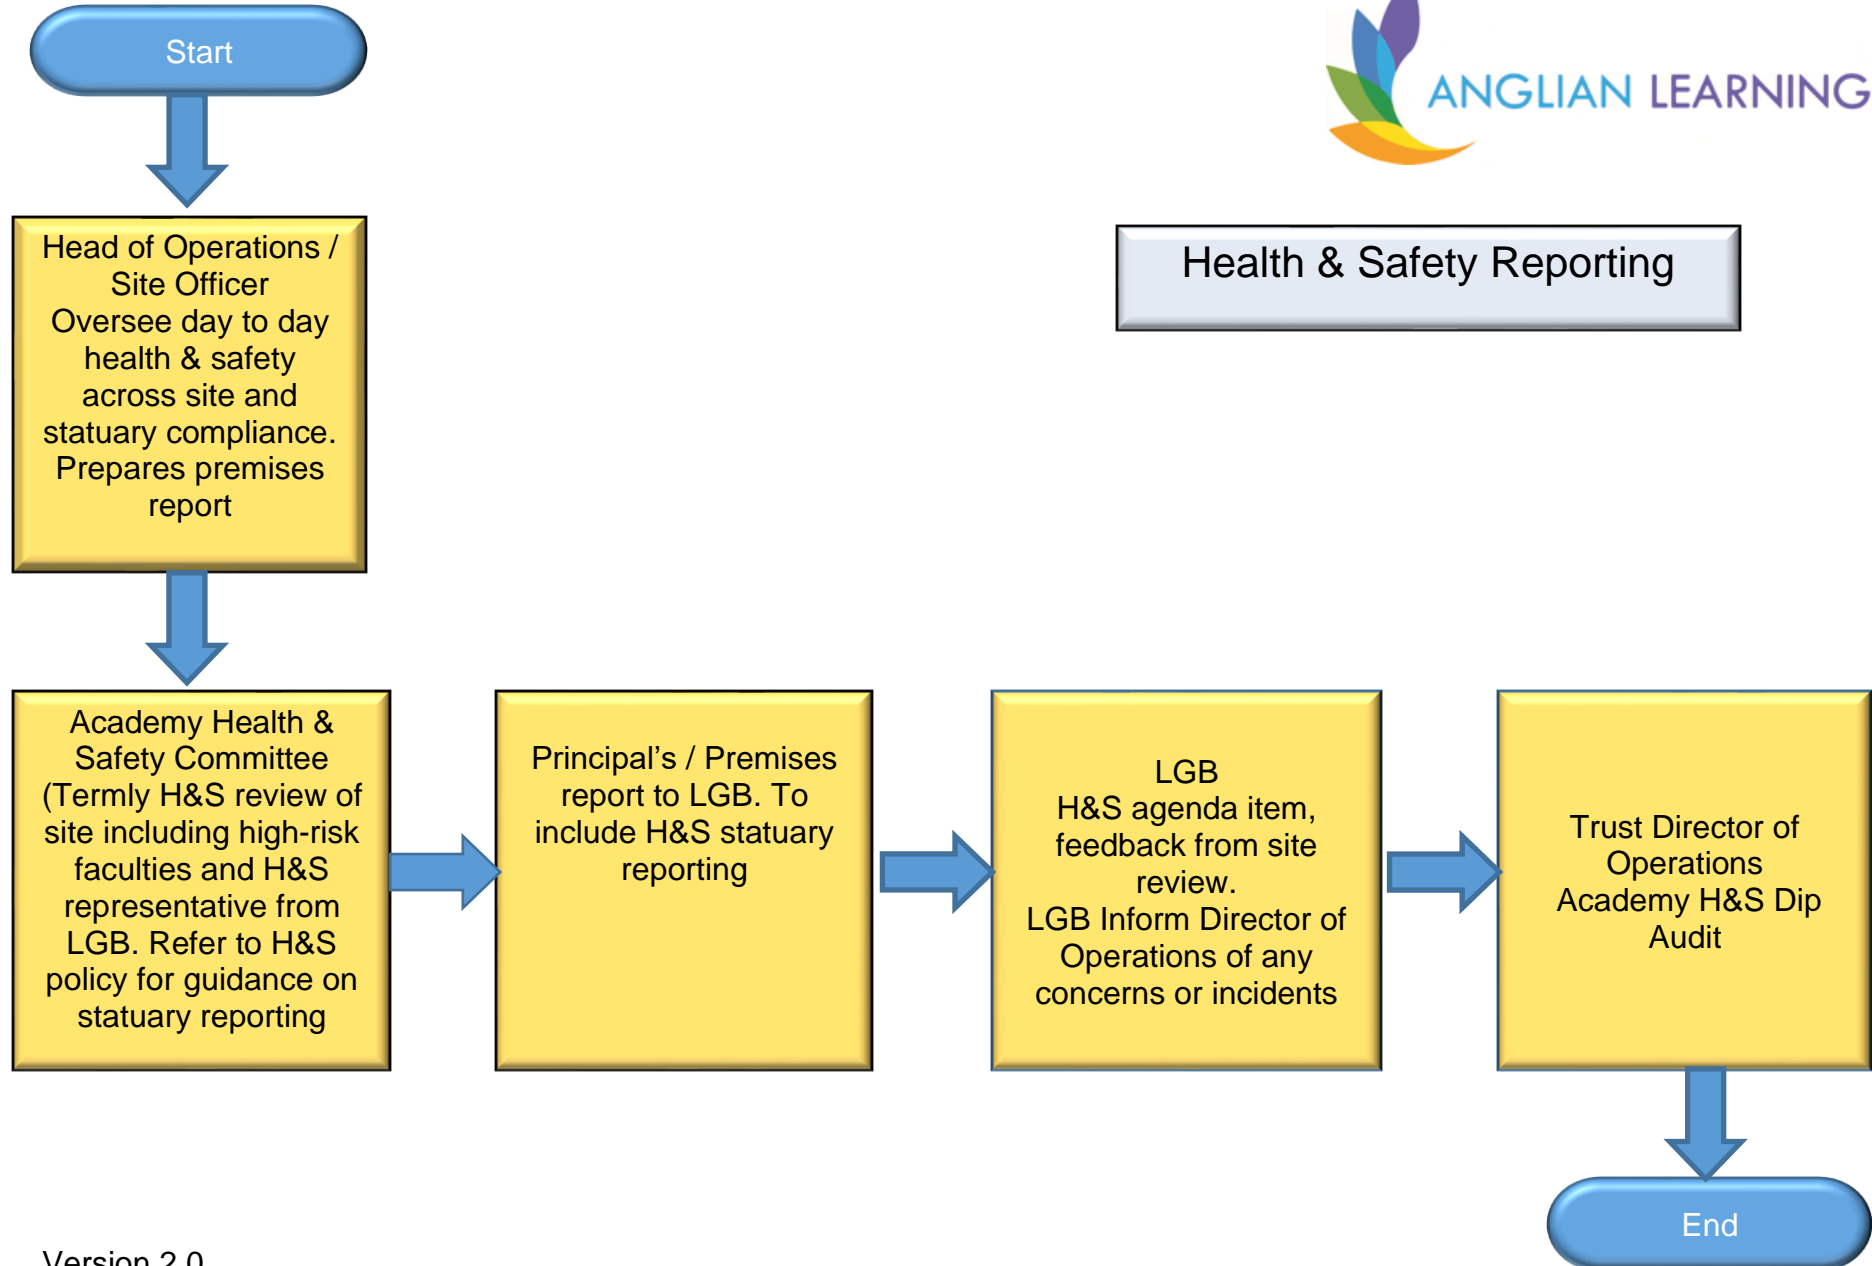 Start
ANGLIAN LEARNING
Head of Operations /
Site Officer
Oversee day to day
health & safety
across site and
statuary compliance.
Prepares premises
report
Health & Safety Reporting
Academy Health &
Safety Committee
(Termly H&S review of
site including high-risk
faculties and H&S
representative from
LGB. Refer to H&S
policy for guidance on
statuary reporting
Principal’s / Premises
report to LGB. To
include H&S statuary
reporting
LGB
H&S agenda item,
feedback from site
review.
LGB Inform Director of
Operations of any
concerns or incidents
Trust Director of
Operations
Academy H&S Dip
Audit
End
Version 2.0